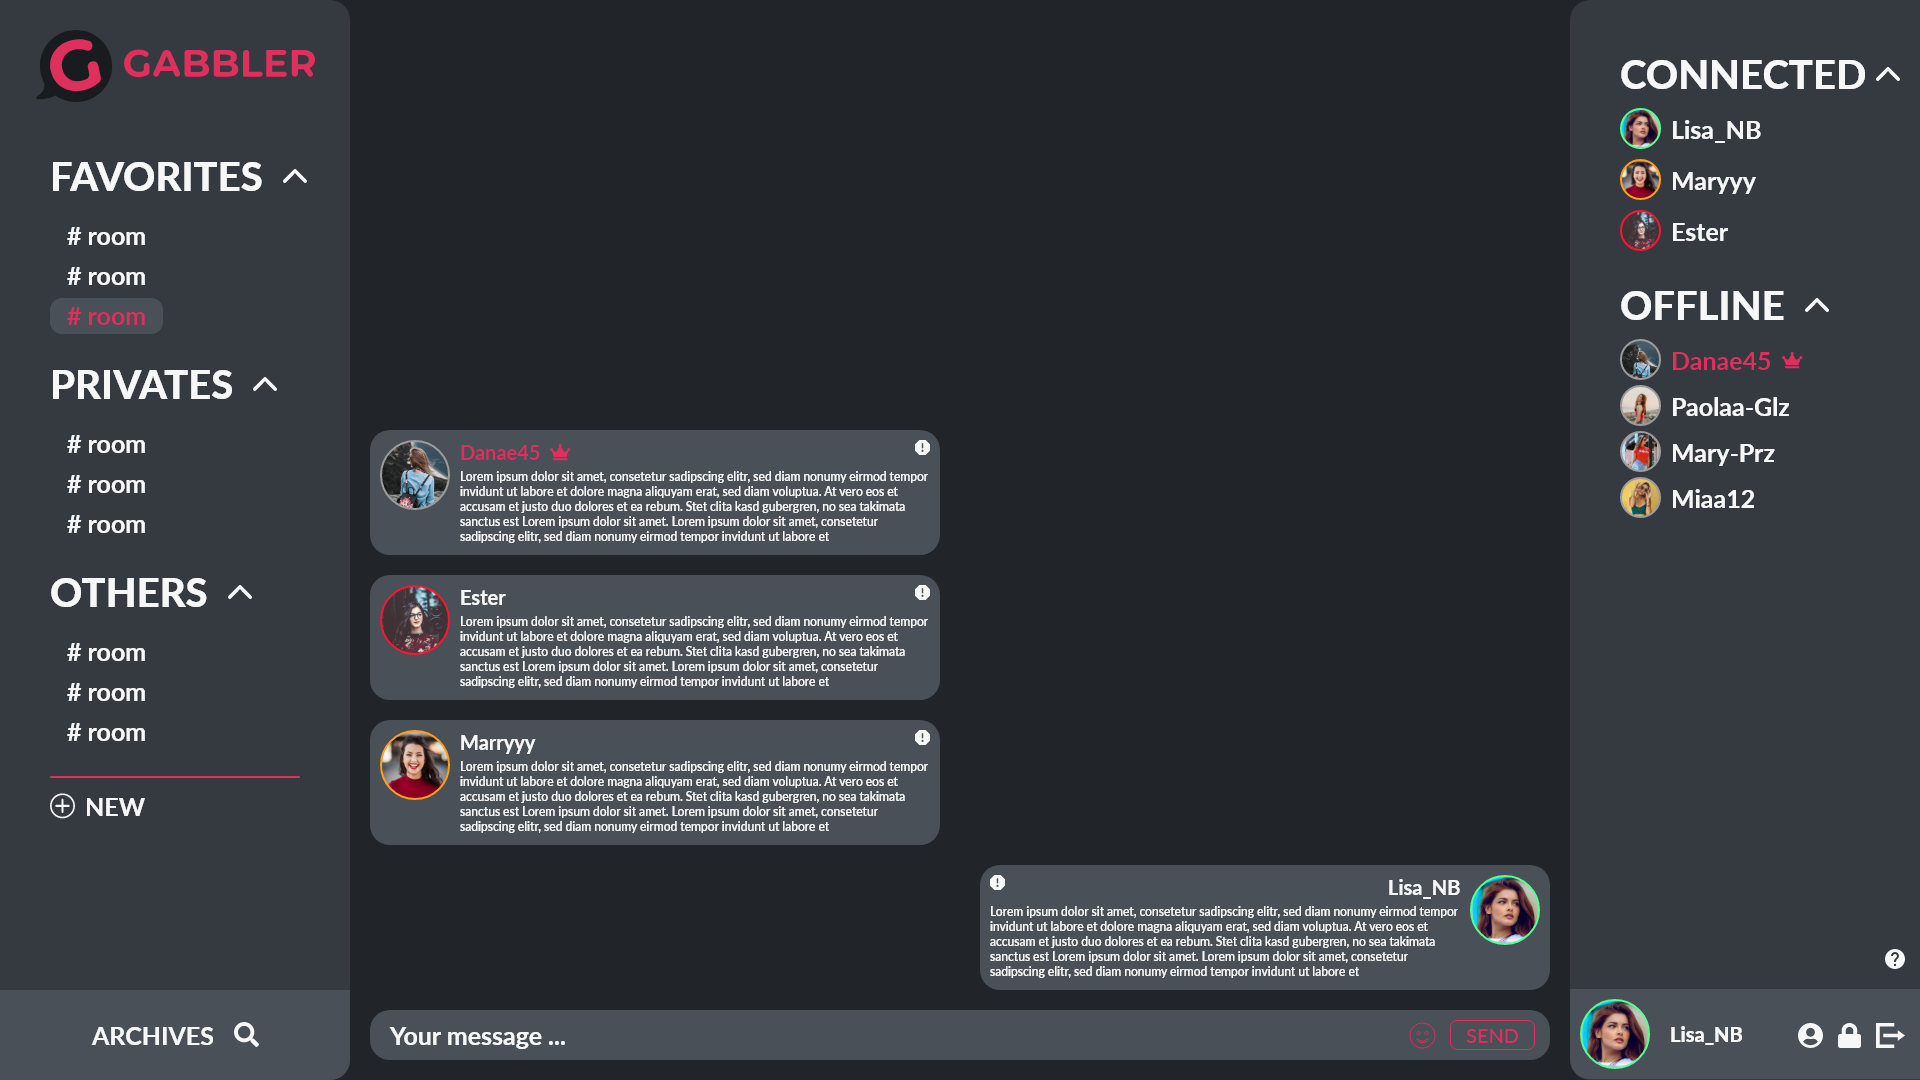 GABBLER
FAVORITES
# room
# room
# room
PRIVATES
# room
# room
# room
OTHERS
# room
# room
# room
NEW
ARCHIVES
Danae45
Lorem ipsum dolor sit amet, consetetur sadipscing elitr, sed diam nonumy eirmod tempor
invidunt ut labore et dolore magna aliquyam erat, sed diam voluptua. At vero eos et
accusam et justo duo dolores et ea rebum. Stet clita kasd gubergren, no sea takimata
sanctus est Lorem ipsum dolor sit amet. Lorem ipsum dolor sit amet, consetetur
sadipscing elitr, sed diam nonumy eirmod tempor invidunt ut labore et
Ester
Lorem ipsum dolor sit amet, consetetur sadipscing elitr, sed diam nonumy eirmod tempor
invidunt ut labore et dolore magna aliquyam erat, sed diam voluptua. At vero eos et
accusam et justo duo dolores et ea rebum. Stet clita kasd gubergren, no sea takimata
sanctus est Lorem ipsum dolor sit amet. Lorem ipsum dolor sit amet, consetetur
sadipscing elitr, sed diam nonumy eirmod tempor invidunt ut labore et
Marryyy
Lorem ipsum dolor sit amet, consetetur sadipscing elitr, sed diam nonumy eirmod tempor
invidunt ut labore et dolore magna aliquyam erat, sed diam voluptua. At vero eos et
accusam et justo duo dolores et ea rebum. Stet clita kasd gubergren, no sea takimata
sanctus est Lorem ipsum dolor sit amet. Lorem ipsum dolor sit amet, consetetur
sadipscing elitr, sed diam nonumy eirmod tempor invidunt ut labore et
Lisa_NB
Lorem ipsum dolor sit amet, consetetur sadipscing elitr, sed diam nonumy eirmod tempor
invidunt ut labore et dolore magna aliquyam erat, sed diam voluptua. At vero eos et
accusam et justo duo dolores et ea rebum. Stet clita kasd gubergren, no sea takimata
sanctus est Lorem ipsum dolor sit amet. Lorem ipsum dolor sit amet, consetetur
sadipscing elitr, sed diam nonumy eirmod tempor invidunt ut labore et
Your message ...
SEND
CONNECTED
Lisa_NB
Maryyy
Ester
OFFLINE
Danae45
Paolaa-Glz
Mary-Prz
Miaa12
Lisa_NB